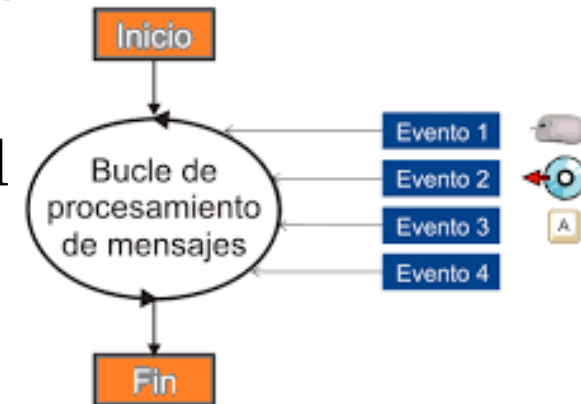 Inicio
Bucle de
procesamiento
de mensajes
Evento 1
Evento 2
Evento 3
A
Evento 4
Fin